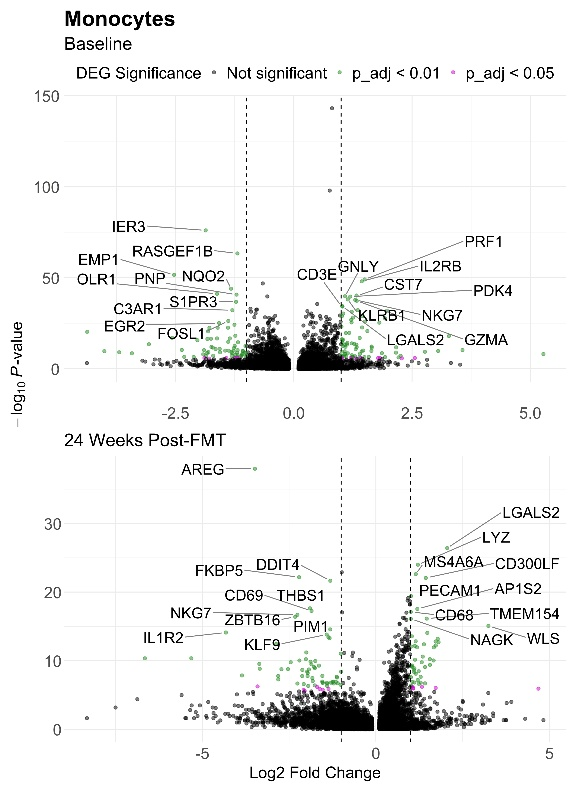 Monocytes
Baseline
DEG Significance Not significant p_adj < 0.01 p_adj < 0.05
150
100
50
0
IER3
RASGEF1B
EMP1
OLR1
PNP
NQO2
S1PR3
C3AR1
EGR2
FOSL1
CD3E
GNLY
PRF1
IL2RB
CST7
PDK4
KLRB1
NKG7
LGALS2
GZMA
-2.5 0.0 2.5 5.0
−log10 P-value
24 Weeks Post-FMT
30
20
10
0
AREG
LGALS2
LYZ
MS4A6A
CD300LF
DDIT4
FKBP5
PECAM1
AP1S2
CD69
THBS1
NKG7
ZBTB16
PIM1
CD68
TMEM154
IL1R2
KLF9
NAGK
WLS
-5 0 5
Log2 Fold Change